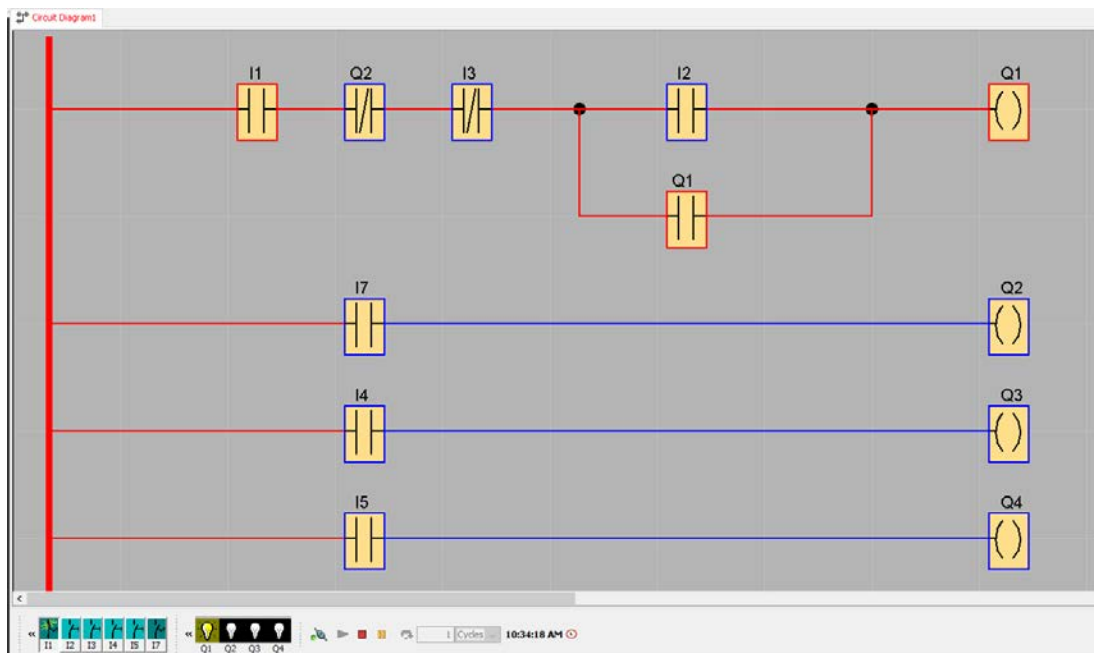 Circuit Diagram1
I1 Q2 I3 I2 Q1
Q1
I7 Q2
I4 Q3
I5 Q4
I1 I2 I3 I4 I5 I7 Q1 Q2 Q3 Q4 1 Cycles 10:34:18 AM